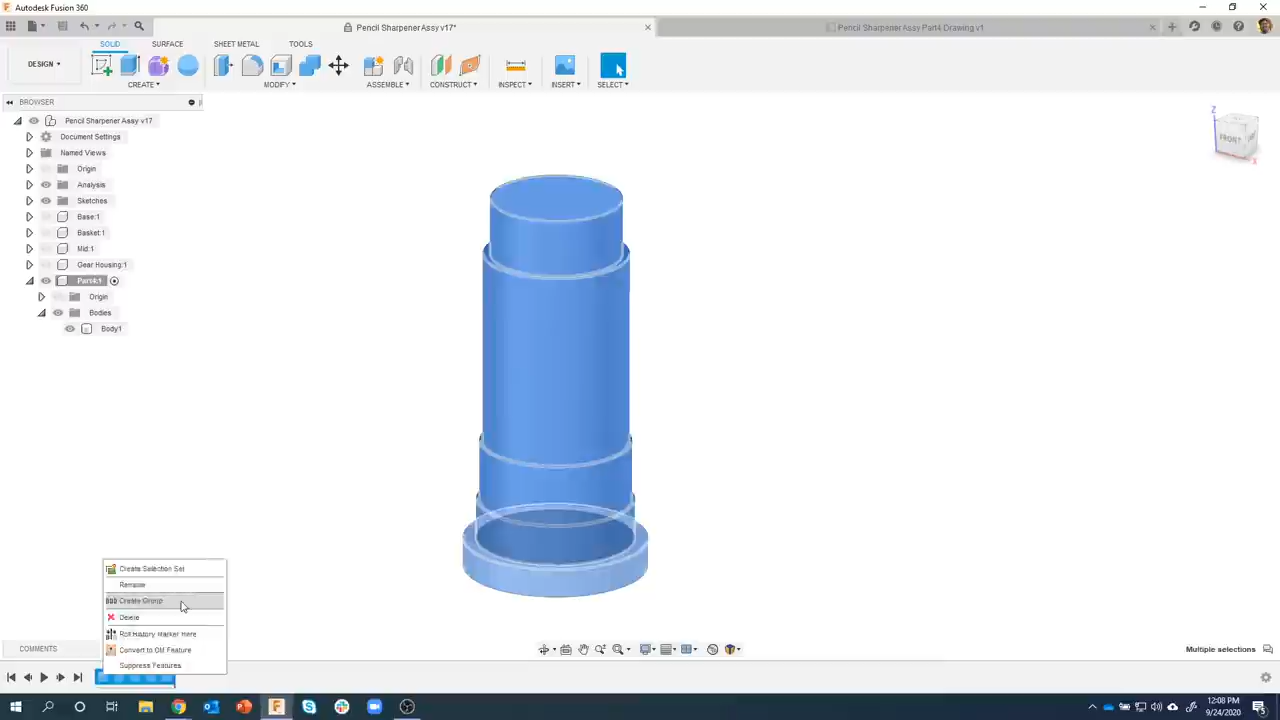 Autodesk Fusion 360
Pencil Sharpener Assy v17*
Pencil Sharpener Assy Part4 Drawing v1
SOLID
SURFACE
SHEET METAL
TOOLS
DESIGN
CREATE
MODIFY
ASSEMBLE
CONSTRUCT
INSPECT
INSERT
SELECT
BROWSER
Pencil Sharpener Assy v17
Document Settings
Named Views
Origin
Analysis
Sketches
Base:1
Basket:1
Mid:1
Gear Housing:1
Part4:1
Origin
Bodies
Body1
Z
FRONT
X
Create Selection Set
Rename
Create Group
Delete
Roll History Marker Here
Convert to DM Feature
Suppress Features
COMMENTS
Multiple selections
12:08 PM
9/24/2020